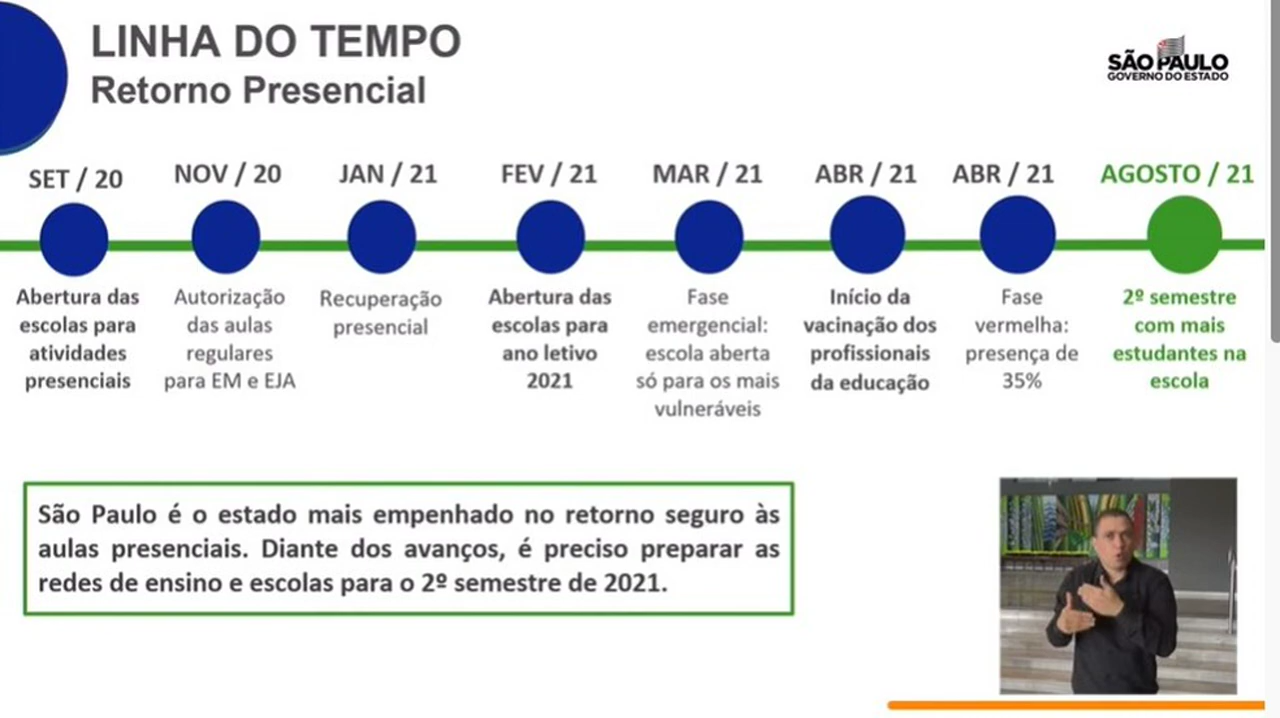 LINHA DO TEMPO
Retorno Presencial
SÃO PAULO
GOVERNO DO ESTADO
SET / 20
Abertura das
escolas para
atividades
presenciais
NOV / 20
Autorização
das aulas
regulares
para EM e EJA
JAN / 21
Recuperação
presencial
FEV / 21
Abertura das
escolas para
ano letivo
2021
MAR / 21
Fase
emergencial:
escola aberta
só para os mais
vulneráveis
ABR / 21
Início da
vacinação dos
profissionais
da educação
ABR / 21
Fase
vermelha:
presença de
35%
AGOSTO / 21
2º semestre
com mais
estudantes na
escola
São Paulo é o estado mais empenhado no retorno seguro às
aulas presenciais. Diante dos avanços, é preciso preparar as
redes de ensino e escolas para o 2º semestre de 2021.